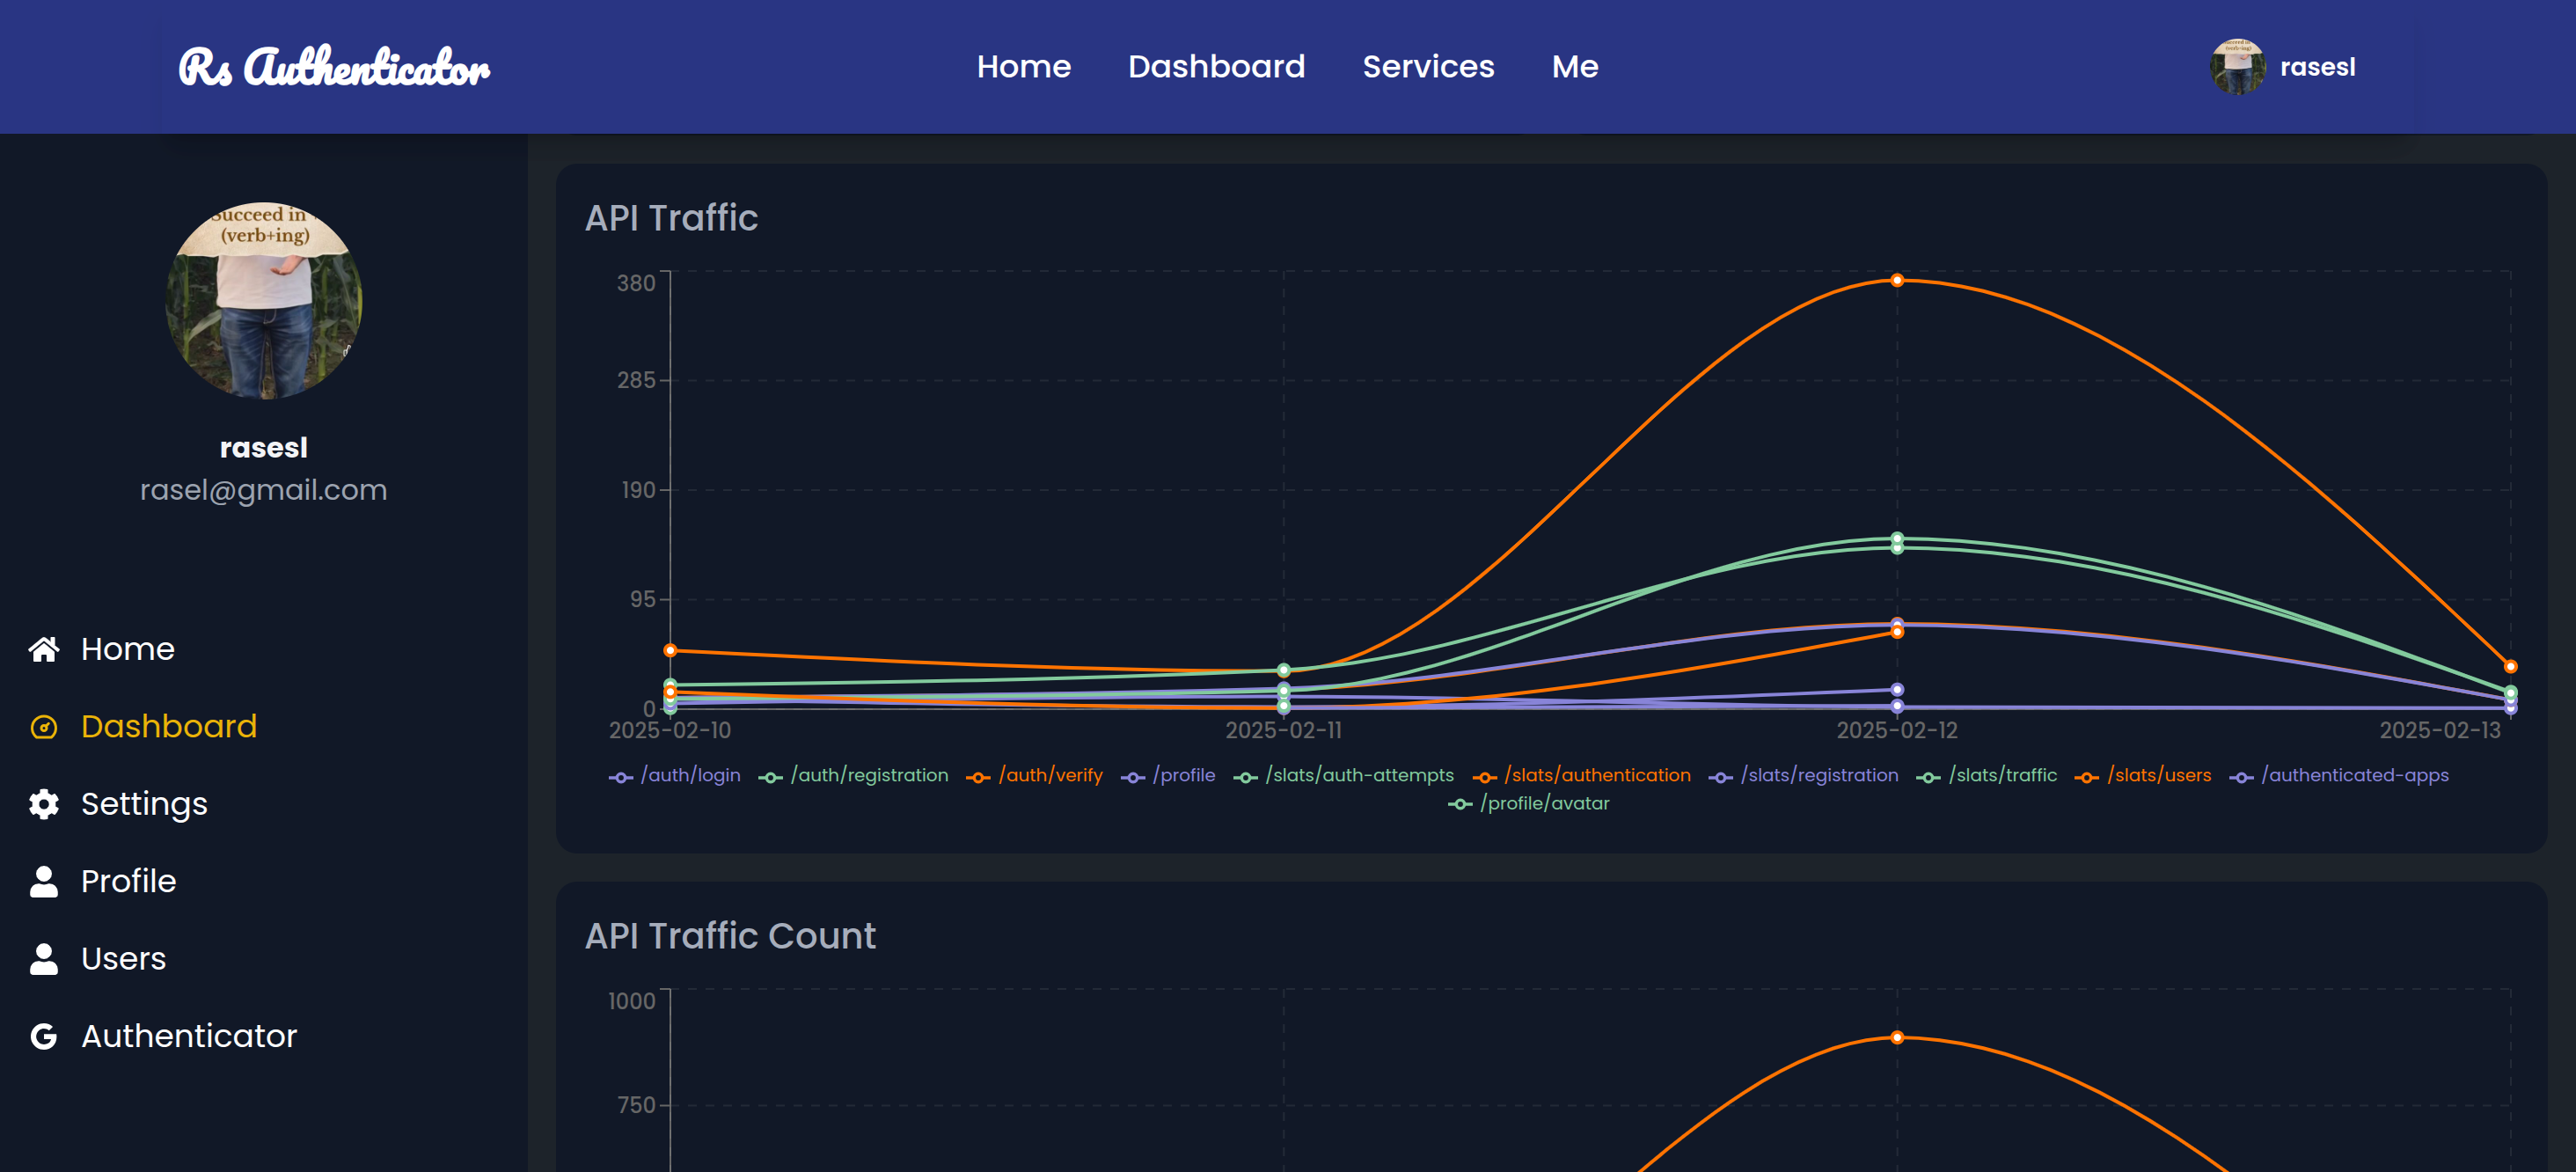 Rs Authenticator
Home Dashboard Services Me
rasesl
Succeed in
(verb+ing)
rasesl
rasel@gmail.com
Home
Dashboard
Settings
Profile
Users
Authenticator
API Traffic
380
285
190
95
0
2025-02-10 2025-02-11 2025-02-12 2025-02-13
/auth/login /auth/registration /auth/verify /profile /slats/auth-attempts /slats/authentication /slats/registration /slats/traffic /slats/users /authenticated-apps
/profile/avatar
API Traffic Count
1000
750